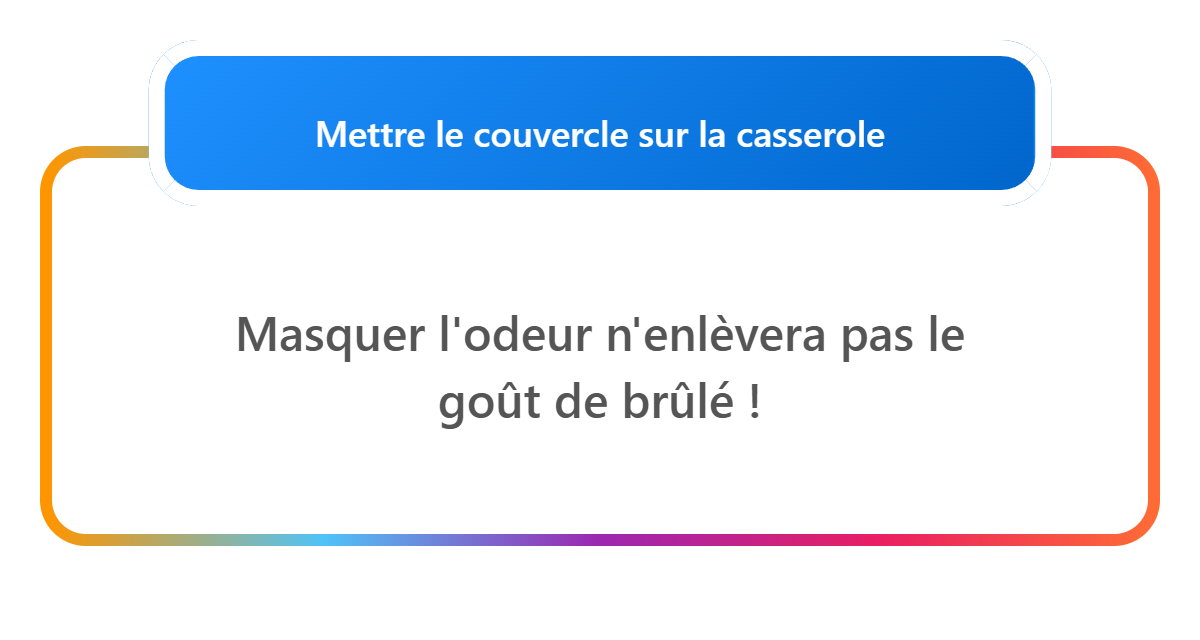 Mettre le couvercle sur la casserole
Masquer l'odeur n'enlèvera pas le
goût de brûlé !